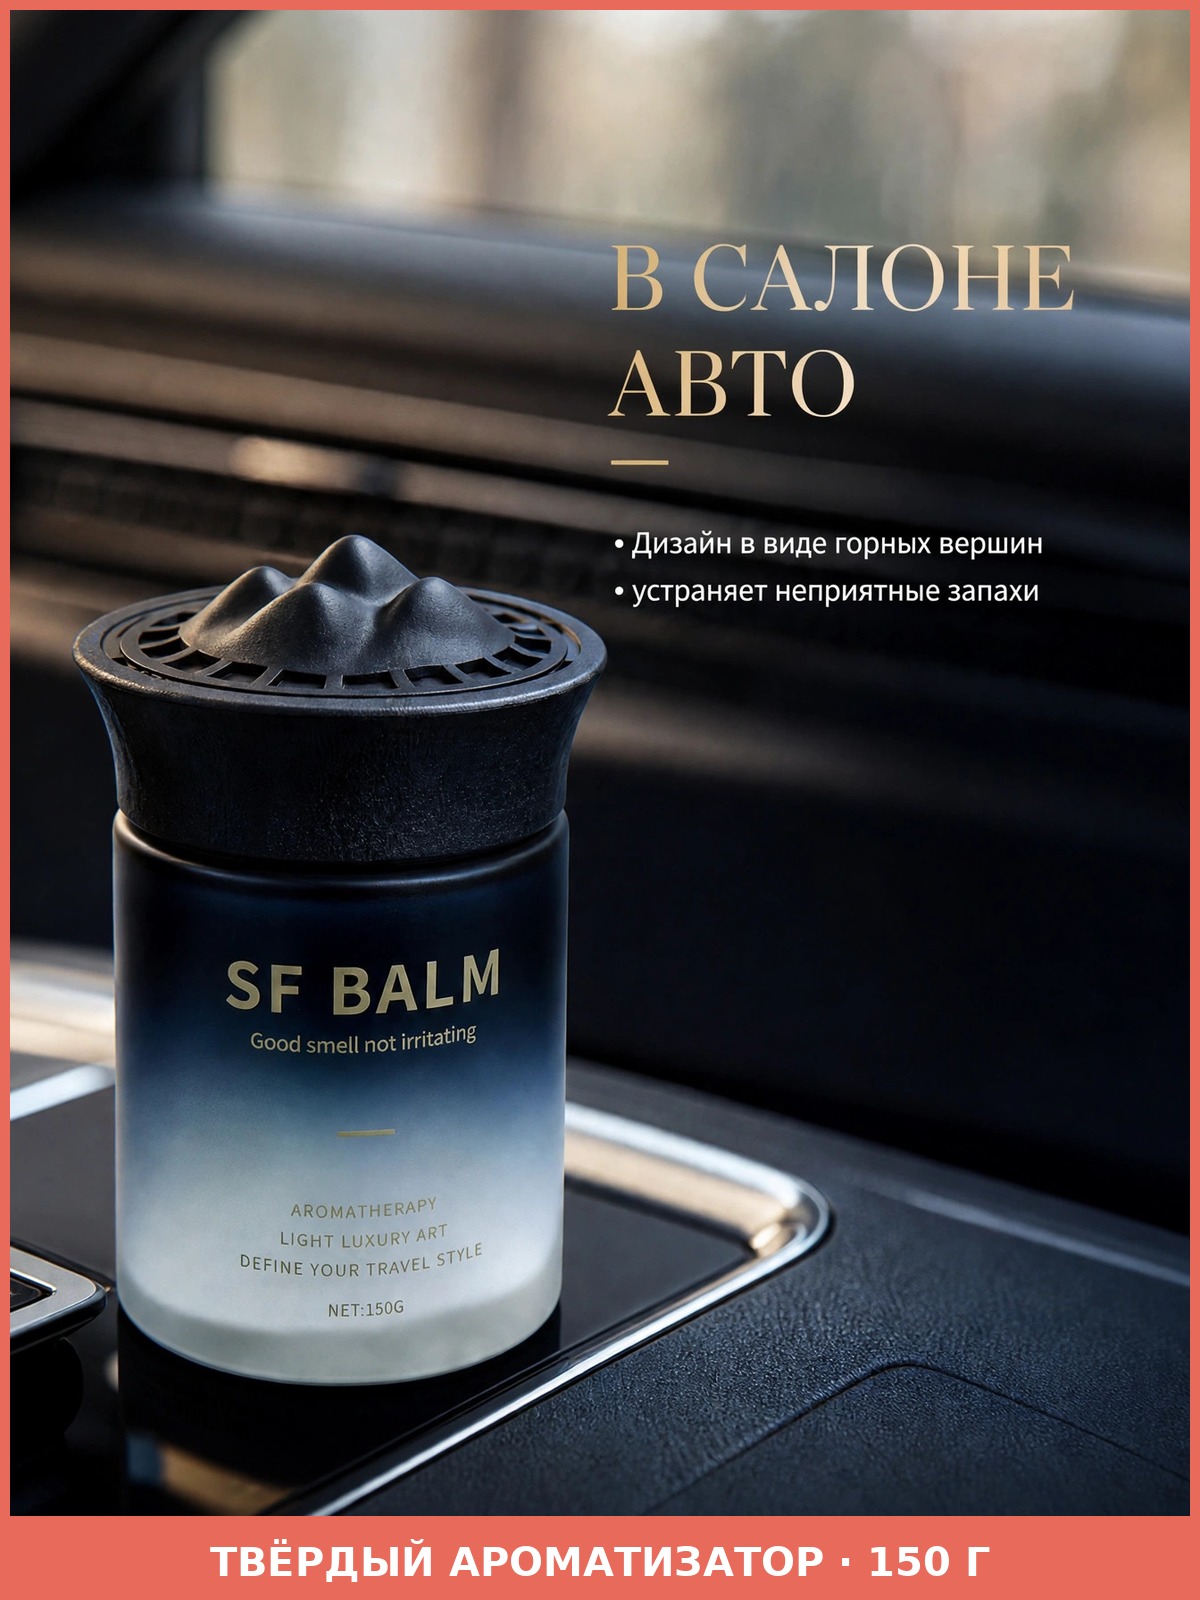 В САЛОНЕ
АВТО
• Дизайн в виде горных вершин
• устраняет неприятные запахи
SF BALM
Good smell not irritating
AROMATHERAPY
LIGHT LUXURY ART
DEFINE YOUR TRAVEL STYLE
NET:150G
ТВЁРДЫЙ АРОМАТИЗАТОР · 150 Г